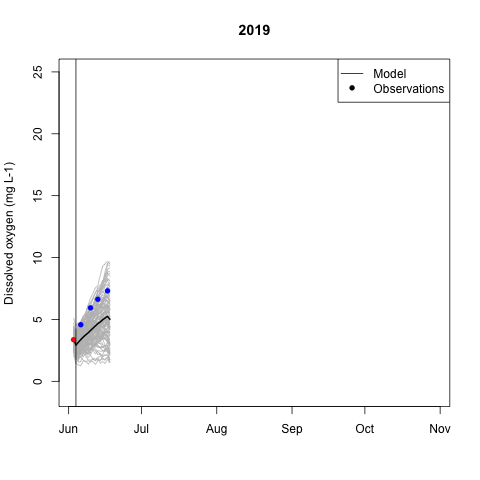 2019
Dissolved oxygen (mg L-1)
25
20
15
10
5
0
Model
Observations
Jun Jul Aug Sep Oct Nov